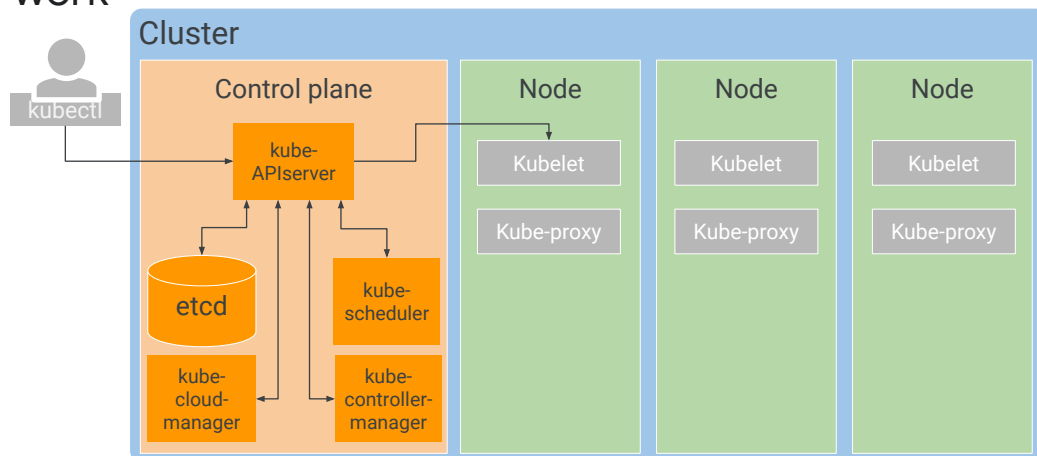 work
Cluster
kubectl
Control plane
Node
Node
Node
kube-
APIserver
Kubelet
Kubelet
Kubelet
Kube-proxy
Kube-proxy
Kube-proxy
etcd
kube-
scheduler
kube-
cloud-
manager
kube-
controller-
manager